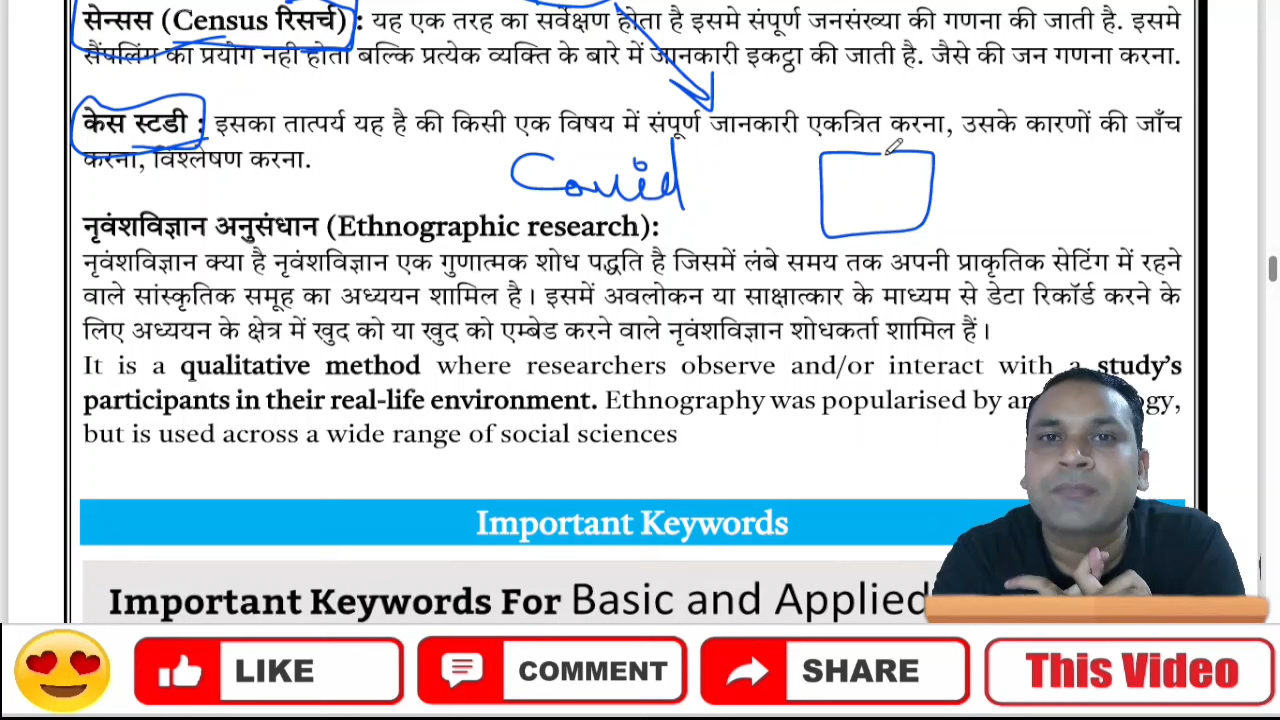 सेन्सस (Census रिसर्च) : यह एक तरह का सर्वेक्षण होता है इसमे संपूर्ण जनसंख्या की गणना की जाती है. इसमे
सैंपलिंग का प्रयोग नही होता बल्कि प्रत्येक व्यक्ति के बारे में जानकारी इकट्ठा की जाती है. जैसे की जन गणना करना.
केस स्टडी : इसका तात्पर्य यह है की किसी एक विषय में संपूर्ण जानकारी एकत्रित करना, उसके कारणों की जाँच
करना, विश्लेषण करना.
Covid
नृवंशविज्ञान अनुसंधान (Ethnographic research):
नृवंशविज्ञान क्या है नृवंशविज्ञान एक गुणात्मक शोध पद्धति है जिसमें लंबे समय तक अपनी प्राकृतिक सेटिंग में रहने
वाले सांस्कृतिक समूह का अध्ययन शामिल है। इसमें अवलोकन या साक्षात्कार के माध्यम से डेटा रिकॉर्ड करने के
लिए अध्ययन के क्षेत्र में खुद को या खुद को एम्बेड करने वाले नृवंशविज्ञान शोधकर्ता शामिल हैं।
It is a qualitative method where researchers observe and/or interact with a study's
participants in their real-life environment. Ethnography was popularised by
but is used across a wide range of social sciences
Important Keywords
Important Keywords For Basic and Applied
LIKE
COMMENT
SHARE
This Video